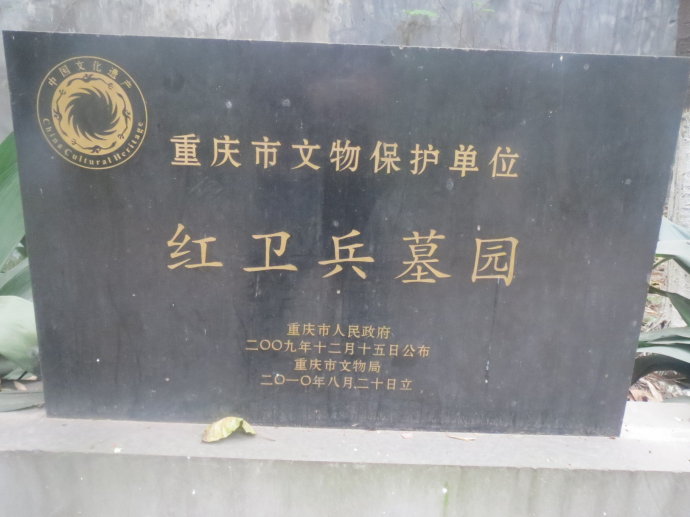 中国文化遗产
China Cultural Heritage
重庆市文物保护单位
红卫兵墓园
重庆市人民政府
二〇〇九年十二月十五日公布
重庆市文物局
二〇一〇年八月二十日立